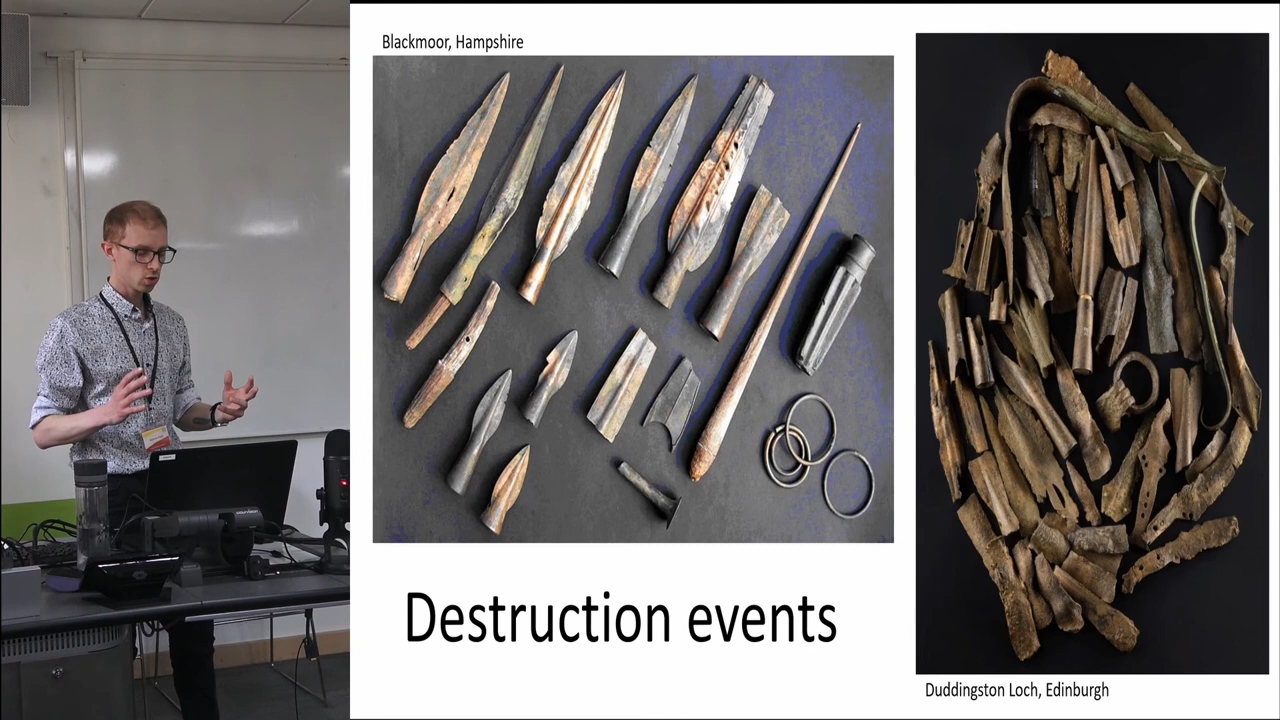 Blackmoor, Hampshire
Destruction events
Duddingston Loch, Edinburgh